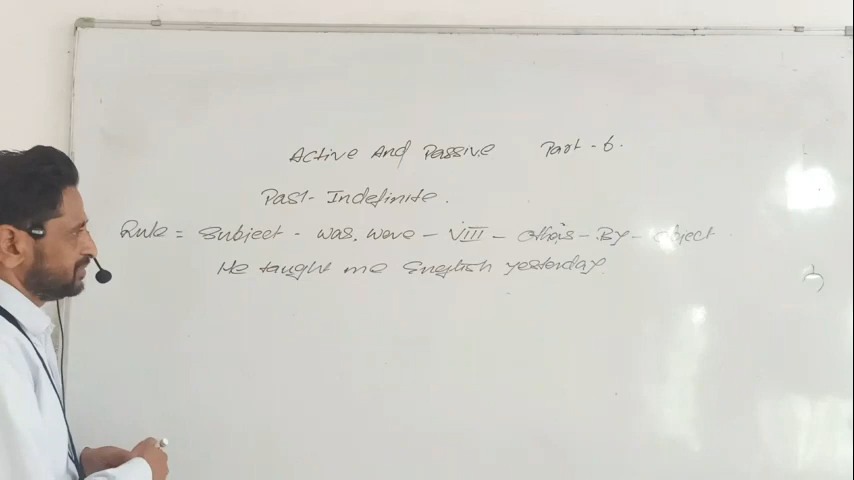 Active And Passive Part - 6.
Past- Indefinite.
Rule = Subject - was, were - VIII - Others - By - object.
He taught me English yesterday.